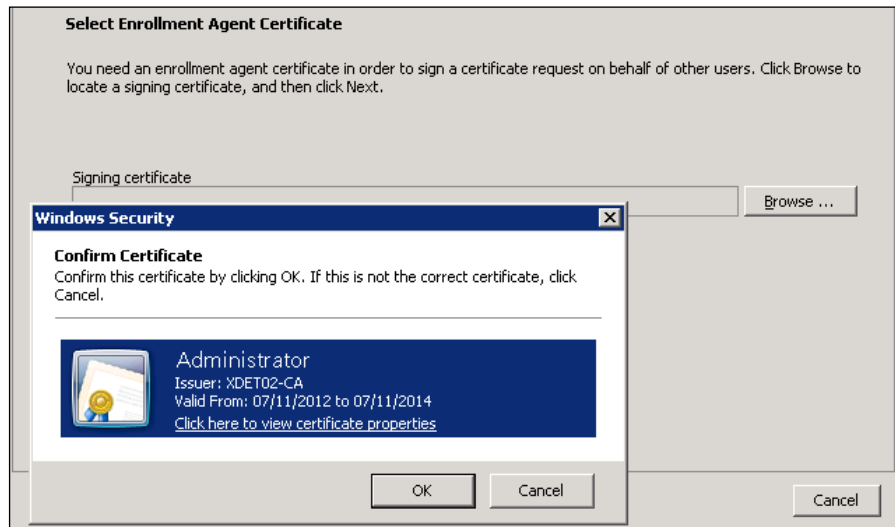 Select Enrollment Agent Certificate
You need an enrollment agent certificate in order to sign a certificate request on behalf of other users. Click Browse to
locate a signing certificate, and then click Next.
Signing certificate
Browse ...
Windows Security
Confirm Certificate
Confirm this certificate by clicking OK. If this is not the correct certificate, click
Cancel.
Administrator
Issuer: XDET02-CA
Valid From: 07/11/2012 to 07/11/2014
Click here to view certificate properties
OK
Cancel
Cancel